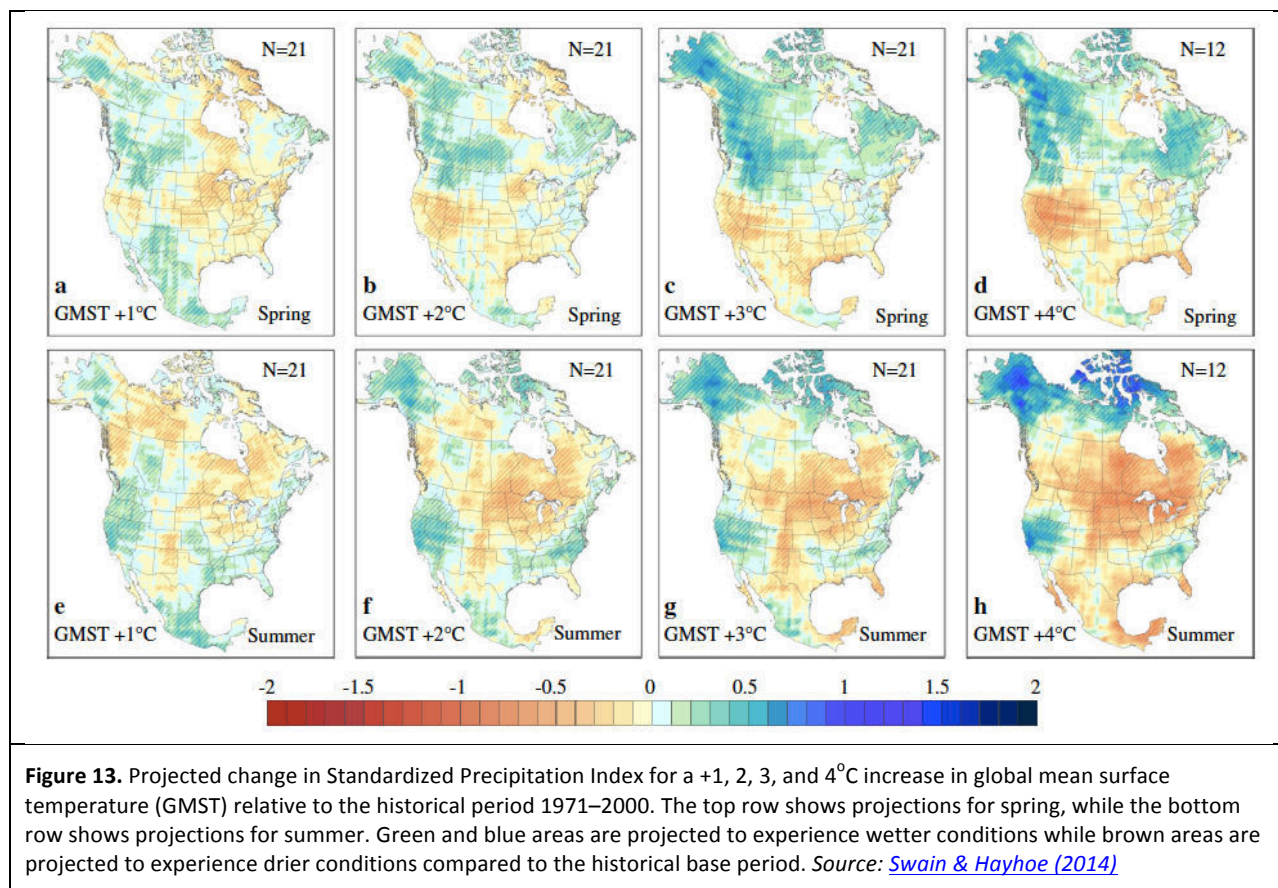 N=21
N=21
N=21
N=12
a
b
c
d
GMST +1°C
Spring
GMST +2°C
Spring
GMST +3°C
Spring
GMST +4°C
Spring
N=21
N=21
N=21
N=12
e
f
g
h
GMST +1°C
Summer
GMST +2°C
Summer
GMST +3°C
Summer
GMST +4°C
Summer
-2 -1.5 -1 -0.5 0 0.5 1 1.5 2
Figure 13. Projected change in Standardized Precipitation Index for a +1, 2, 3, and 4°C increase in global mean surface
temperature (GMST) relative to the historical period 1971–2000. The top row shows projections for spring, while the bottom
row shows projections for summer. Green and blue areas are projected to experience wetter conditions while brown areas are
projected to experience drier conditions compared to the historical base period. Source: Swain & Hayhoe (2014)